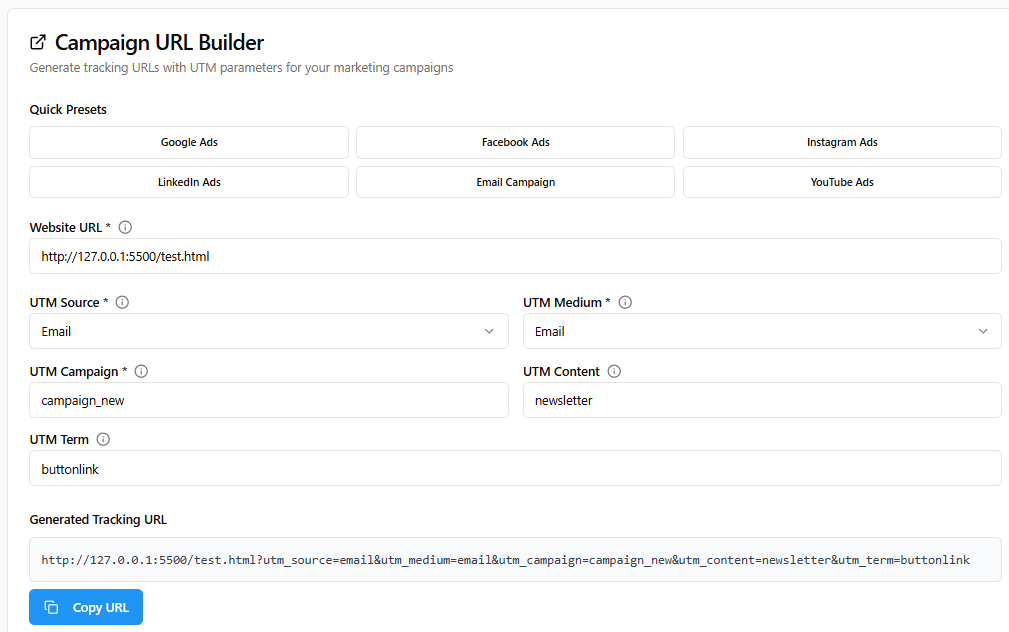 Campaign URL Builder
Generate tracking URLs with UTM parameters for your marketing campaigns
Quick Presets
Google Ads
Facebook Ads
Instagram Ads
LinkedIn Ads
Email Campaign
YouTube Ads
Website URL *
http://127.0.0.1:5500/test.html
UTM Source *
UTM Medium *
Email
Email
UTM Campaign *
UTM Content
campaign_new
newsletter
UTM Term
buttonlink
Generated Tracking URL
http://127.0.0.1:5500/test.html?utm_source=email&utm_medium=email&utm_campaign=campaign_new&utm_content=newsletter&utm_term=buttonlink
Copy URL